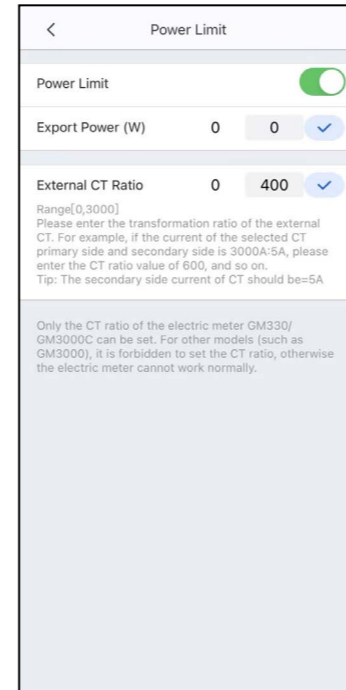 Power Limit
Power Limit
Export Power (W) 0 0
External CT Ratio 0 400
Range[0,3000]
Please enter the transformation ratio of the external
CT. For example, if the current of the selected CT
primary side and secondary side is 3000A:5A, please
enter the CT ratio value of 600, and so on.
Tip: The secondary side current of CT should be=5A
Only the CT ratio of the electric meter GM330/
GM3000C can be set. For other models (such as
GM3000), it is forbidden to set the CT ratio, otherwise
the electric meter cannot work normally.